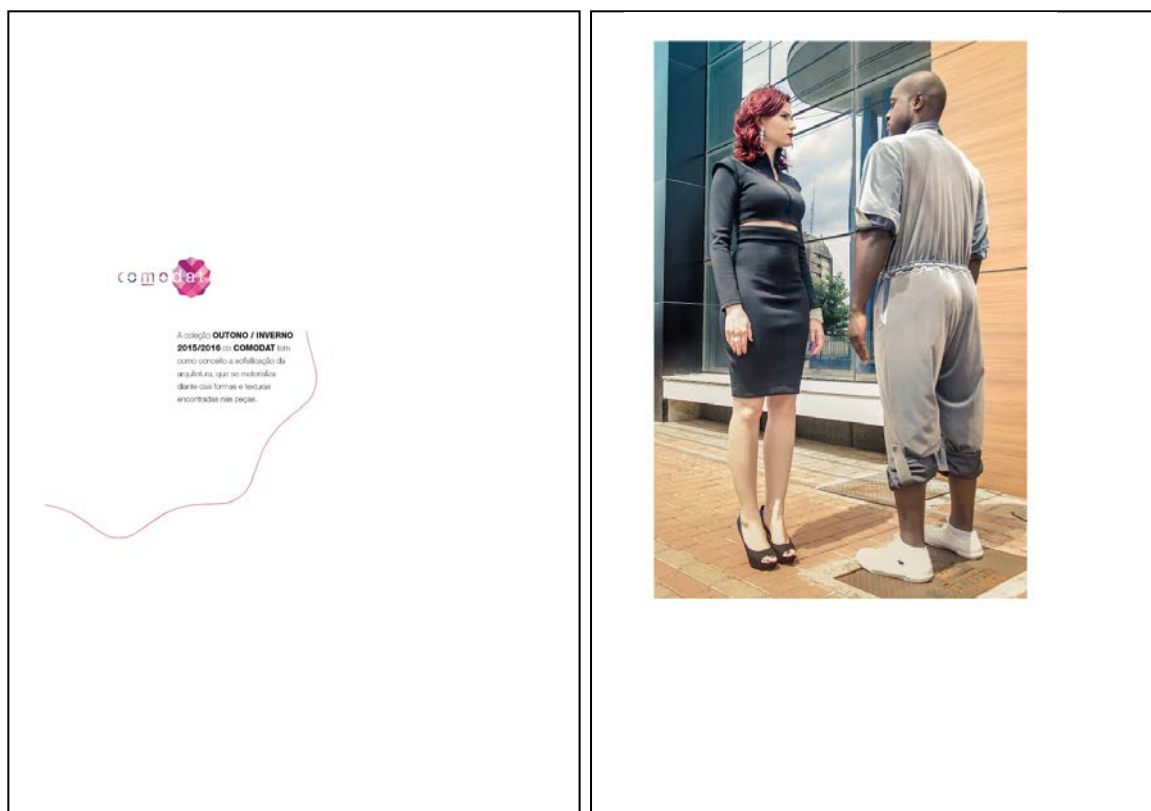 comodat
A coleção OUTONO / INVERNO
2015/2016 da COMODAT tem
como conceito a sofisticação da
arquitetura, que se materializa
diante das formas e texturas
encontradas nas peças.